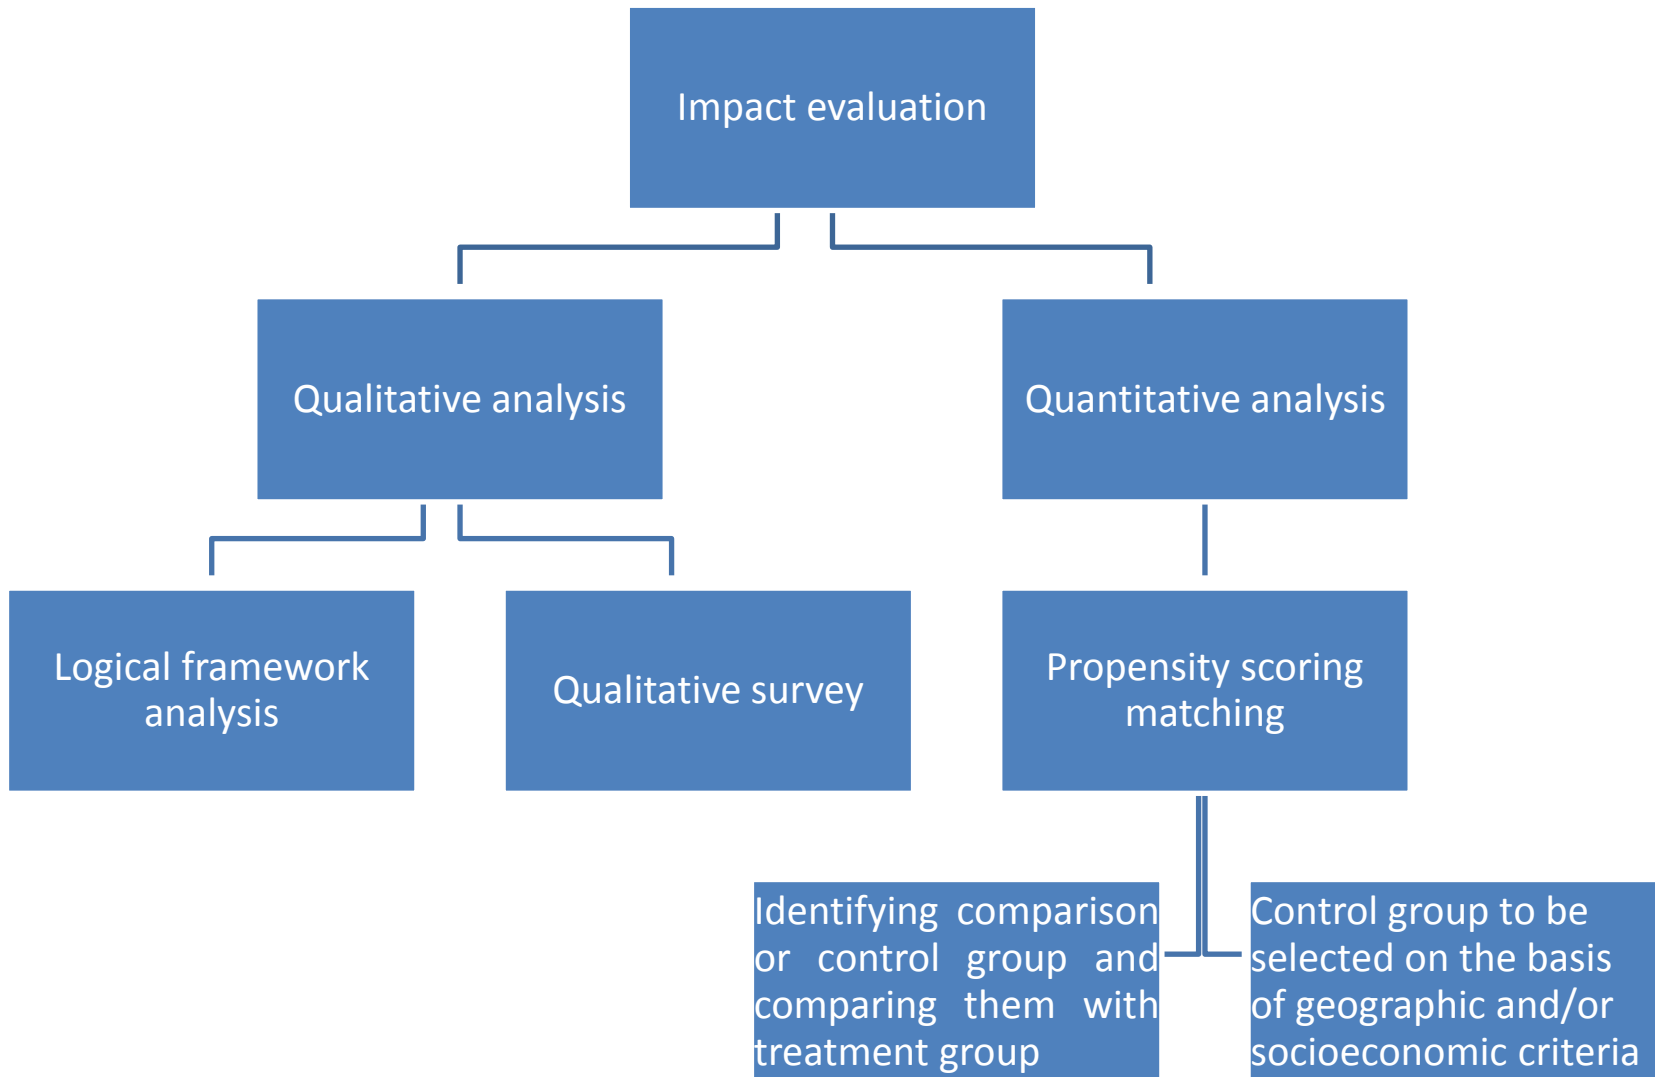 Impact evaluation
Qualitative analysis
Quantitative analysis
Logical framework
analysis
Qualitative survey
Propensity scoring
matching
Identifying comparison
or control group and
comparing them with
treatment group
Control group to be
selected on the basis
of geographic and/or
socioeconomic criteria